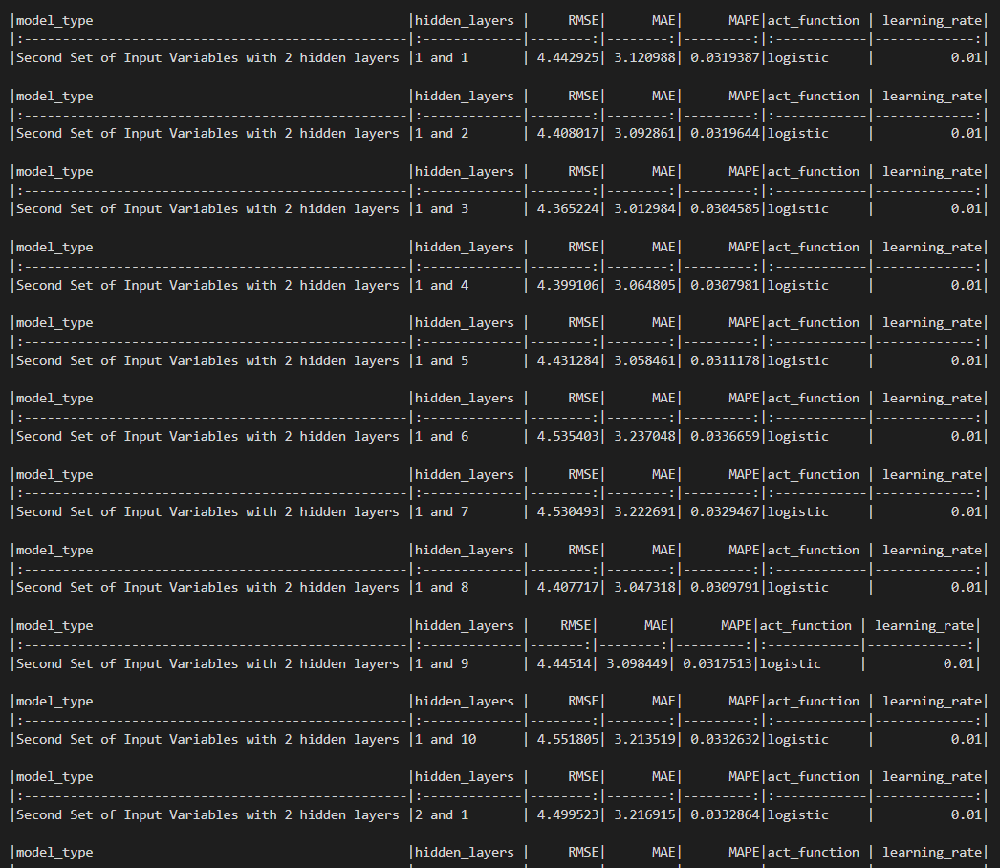 |model_type                                        |hidden_layers |     RMSE|      MAE|      MAPE|act_function | learning_rate|
|:--------------------------------------------------|:-------------|--------:|--------:|---------:|:------------|-------------:|
|Second Set of Input Variables with 2 hidden layers |1 and 1       | 4.442925| 3.120988| 0.0319387|logistic     |          0.01|
|model_type                                        |hidden_layers |     RMSE|      MAE|      MAPE|act_function | learning_rate|
|:--------------------------------------------------|:-------------|--------:|--------:|---------:|:------------|-------------:|
|Second Set of Input Variables with 2 hidden layers |1 and 2       | 4.408017| 3.092861| 0.0319644|logistic     |          0.01|
|model_type                                        |hidden_layers |     RMSE|      MAE|      MAPE|act_function | learning_rate|
|:--------------------------------------------------|:-------------|--------:|--------:|---------:|:------------|-------------:|
|Second Set of Input Variables with 2 hidden layers |1 and 3       | 4.365224| 3.012984| 0.0304585|logistic     |          0.01|
|model_type                                        |hidden_layers |     RMSE|      MAE|      MAPE|act_function | learning_rate|
|:--------------------------------------------------|:-------------|--------:|--------:|---------:|:------------|-------------:|
|Second Set of Input Variables with 2 hidden layers |1 and 4       | 4.399106| 3.064805| 0.0307981|logistic     |          0.01|
|model_type                                        |hidden_layers |     RMSE|      MAE|      MAPE|act_function | learning_rate|
|:--------------------------------------------------|:-------------|--------:|--------:|---------:|:------------|-------------:|
|Second Set of Input Variables with 2 hidden layers |1 and 5       | 4.431284| 3.058461| 0.0311178|logistic     |          0.01|
|model_type                                        |hidden_layers |     RMSE|      MAE|      MAPE|act_function | learning_rate|
|:--------------------------------------------------|:-------------|--------:|--------:|---------:|:------------|-------------:|
|Second Set of Input Variables with 2 hidden layers |1 and 6       | 4.535403| 3.237048| 0.0336659|logistic     |          0.01|
|model_type                                        |hidden_layers |     RMSE|      MAE|      MAPE|act_function | learning_rate|
|:--------------------------------------------------|:-------------|--------:|--------:|---------:|:------------|-------------:|
|Second Set of Input Variables with 2 hidden layers |1 and 7       | 4.530493| 3.222691| 0.0329467|logistic     |          0.01|
|model_type                                        |hidden_layers |     RMSE|      MAE|      MAPE|act_function | learning_rate|
|:--------------------------------------------------|:-------------|--------:|--------:|---------:|:------------|-------------:|
|Second Set of Input Variables with 2 hidden layers |1 and 8       | 4.407717| 3.047318| 0.0309791|logistic     |          0.01|
|model_type                                        |hidden_layers |    RMSE|      MAE|      MAPE|act_function | learning_rate|
|:--------------------------------------------------|:-------------|-------:|--------:|---------:|:------------|-------------:|
|Second Set of Input Variables with 2 hidden layers |1 and 9       | 4.44514| 3.098449| 0.0317513|logistic     |          0.01|
|model_type                                        |hidden_layers |     RMSE|      MAE|      MAPE|act_function | learning_rate|
|:--------------------------------------------------|:-------------|--------:|--------:|---------:|:------------|-------------:|
|Second Set of Input Variables with 2 hidden layers |1 and 10      | 4.551805| 3.213519| 0.0332632|logistic     |          0.01|
|model_type                                        |hidden_layers |     RMSE|      MAE|      MAPE|act_function | learning_rate|
|:--------------------------------------------------|:-------------|--------:|--------:|---------:|:------------|-------------:|
|Second Set of Input Variables with 2 hidden layers |2 and 1       | 4.499523| 3.216915| 0.0332864|logistic     |          0.01|
|model_type                                        |hidden_layers |     RMSE|      MAE|      MAPE|act_function | learning_rate|